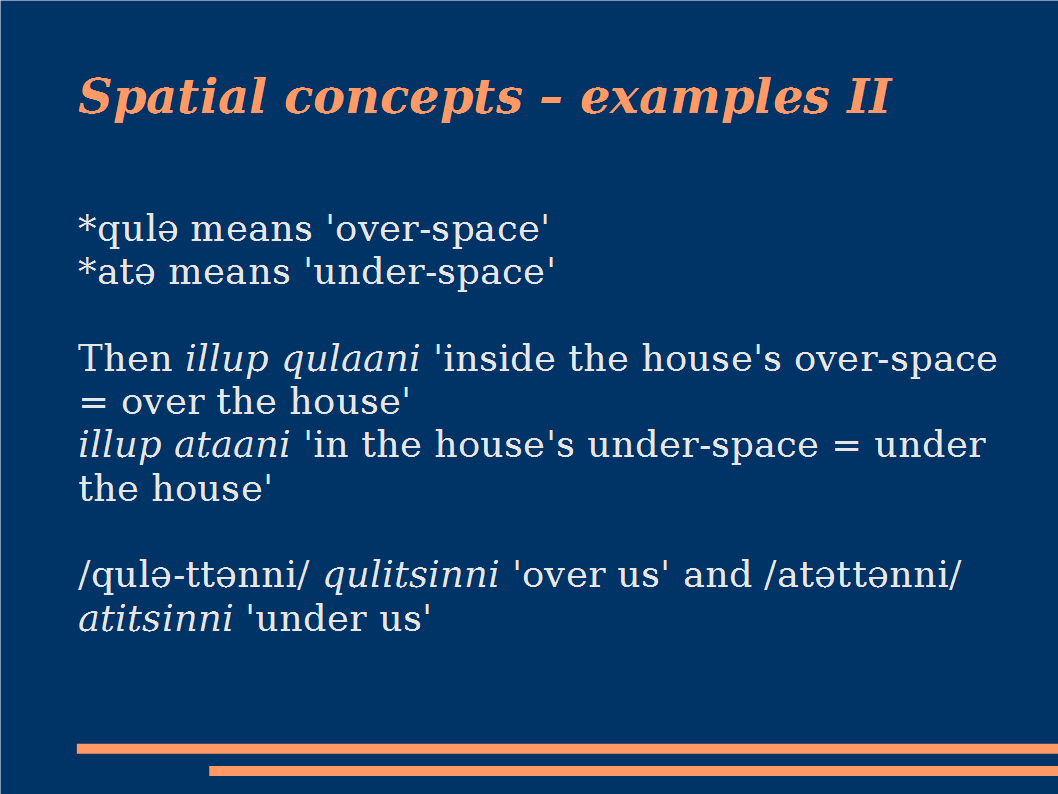 Spatial concepts – examples II
*qulə means 'over-space'
*atə means 'under-space'
Then illup qulaani 'inside the house's over-space
= over the house'
illup ataani 'in the house's under-space = under
the house'
/qulə-ttənni/ qulitsinni 'over us' and /atəttənni/
atitsinni 'under us'